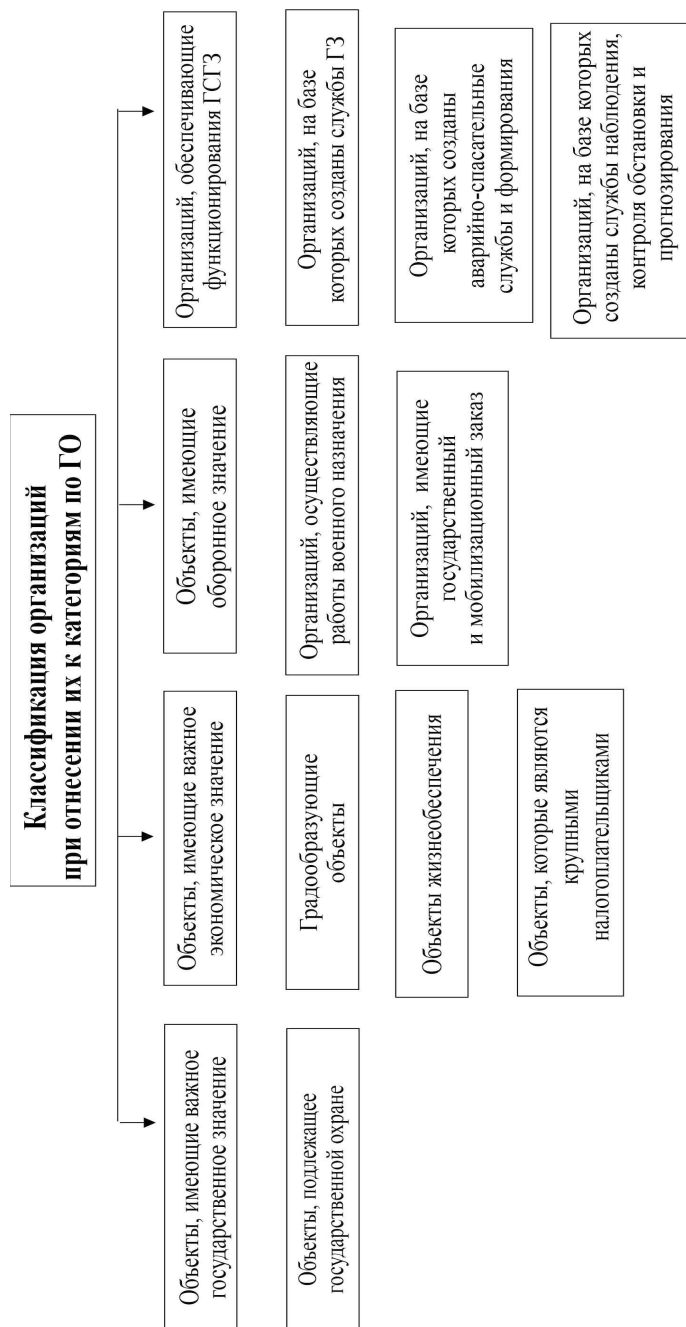 Классификация организаций
при отнесении их к категориям по ГО
Объекты, имеющие важное
государственное значение
Объекты, подлежащее
государственной охране
Объекты, имеющие важное
экономическое значение
Градообразующие
объекты
Объекты жизнеобеспечения
Объекты, которые являются
крупными
налогоплательщиками
Объекты, имеющие
оборонное значение
Организаций, осуществляющие
работы военного назначения
Организаций, имеющие
государственный
и мобилизационный заказ
Организаций, обеспечивающие
функционирования ГСГЗ
Организаций, на базе
которых созданы службы ГЗ
Организаций, на базе
которых созданы
аварийно-спасательные
службы и формирования
Организаций, на базе которых
созданы службы наблюдения,
контроля обстановки и
прогнозирования